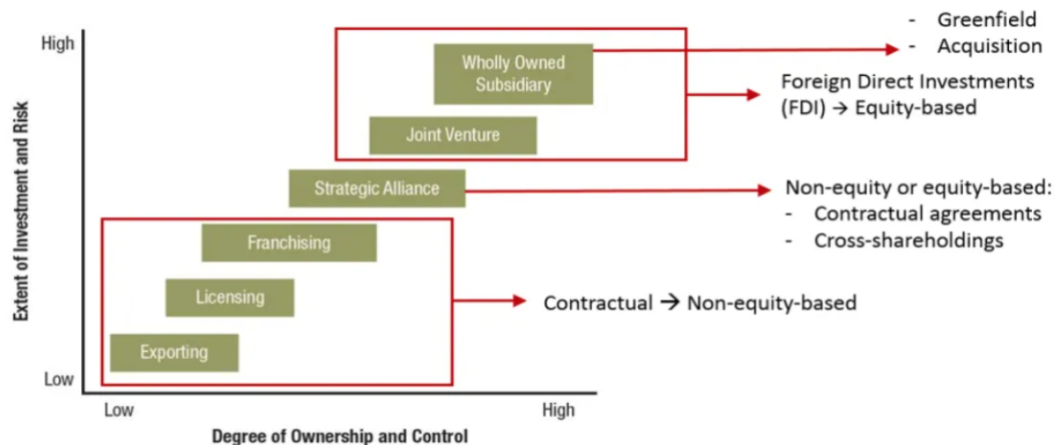 High
Extent of Investment and Risk
Low
Low
High
Degree of Ownership and Control
Wholly Owned
Subsidiary
Joint Venture
Strategic Alliance
Franchising
Licensing
Exporting
- Greenfield
- Acquisition
Foreign Direct Investments
(FDI) → Equity-based
Non-equity or equity-based:
- Contractual agreements
- Cross-shareholdings
Contractual → Non-equity-based